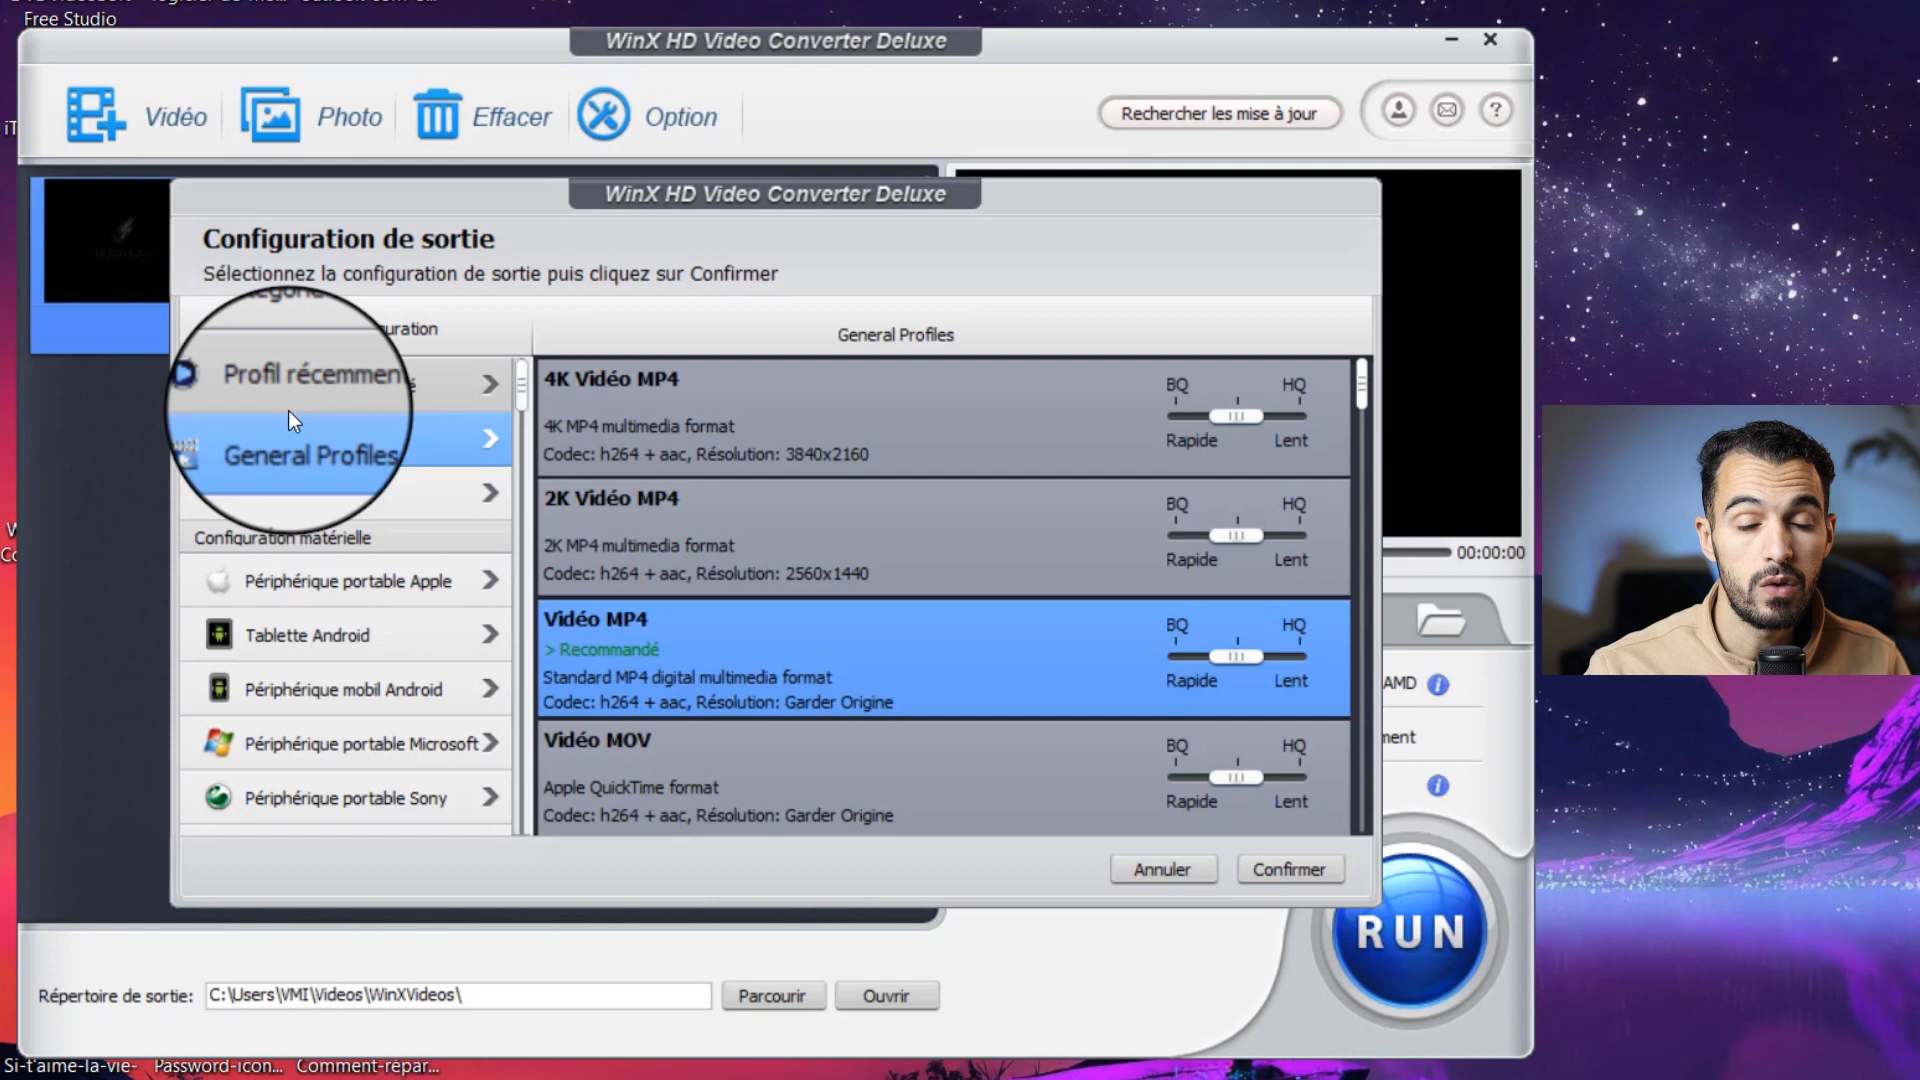 Free Studio
WinX HD Video Converter Deluxe
Vidéo
Photo
Effacer
Option
Rechercher les mise à jour
WinX HD Video Converter Deluxe
Configuration de sortie
Sélectionnez la configuration de sortie puis cliquez sur Confirmer
General Profiles
Profil récemmen
General Profiles
Configuration matérielle
Périphérique portable Apple
Tablette Android
Périphérique mobil Android
Périphérique portable Microsoft
Périphérique portable Sony
4K Vidéo MP4
4K MP4 multimedia format
Codec: h264 + aac, Résolution: 3840x2160
BQ HQ
Rapide Lent
2K Vidéo MP4
2K MP4 multimedia format
Codec: h264 + aac, Résolution: 2560x1440
BQ HQ
Rapide Lent
Vidéo MP4
> Recommandé
Standard MP4 digital multimedia format
Codec: h264 + aac, Résolution: Garder Origine
BQ HQ
Rapide Lent
Vidéo MOV
Apple QuickTime format
Codec: h264 + aac, Résolution: Garder Origine
BQ HQ
Rapide Lent
00:00:00
AMD
Annuler
Confirmer
RUN
Répertoire de sortie:
C:\Users\VMI\Videos\WinXVideos\
Parcourir
Ouvrir
Si-t'aime-la-vie-
Password-icon...
Comment-répar...